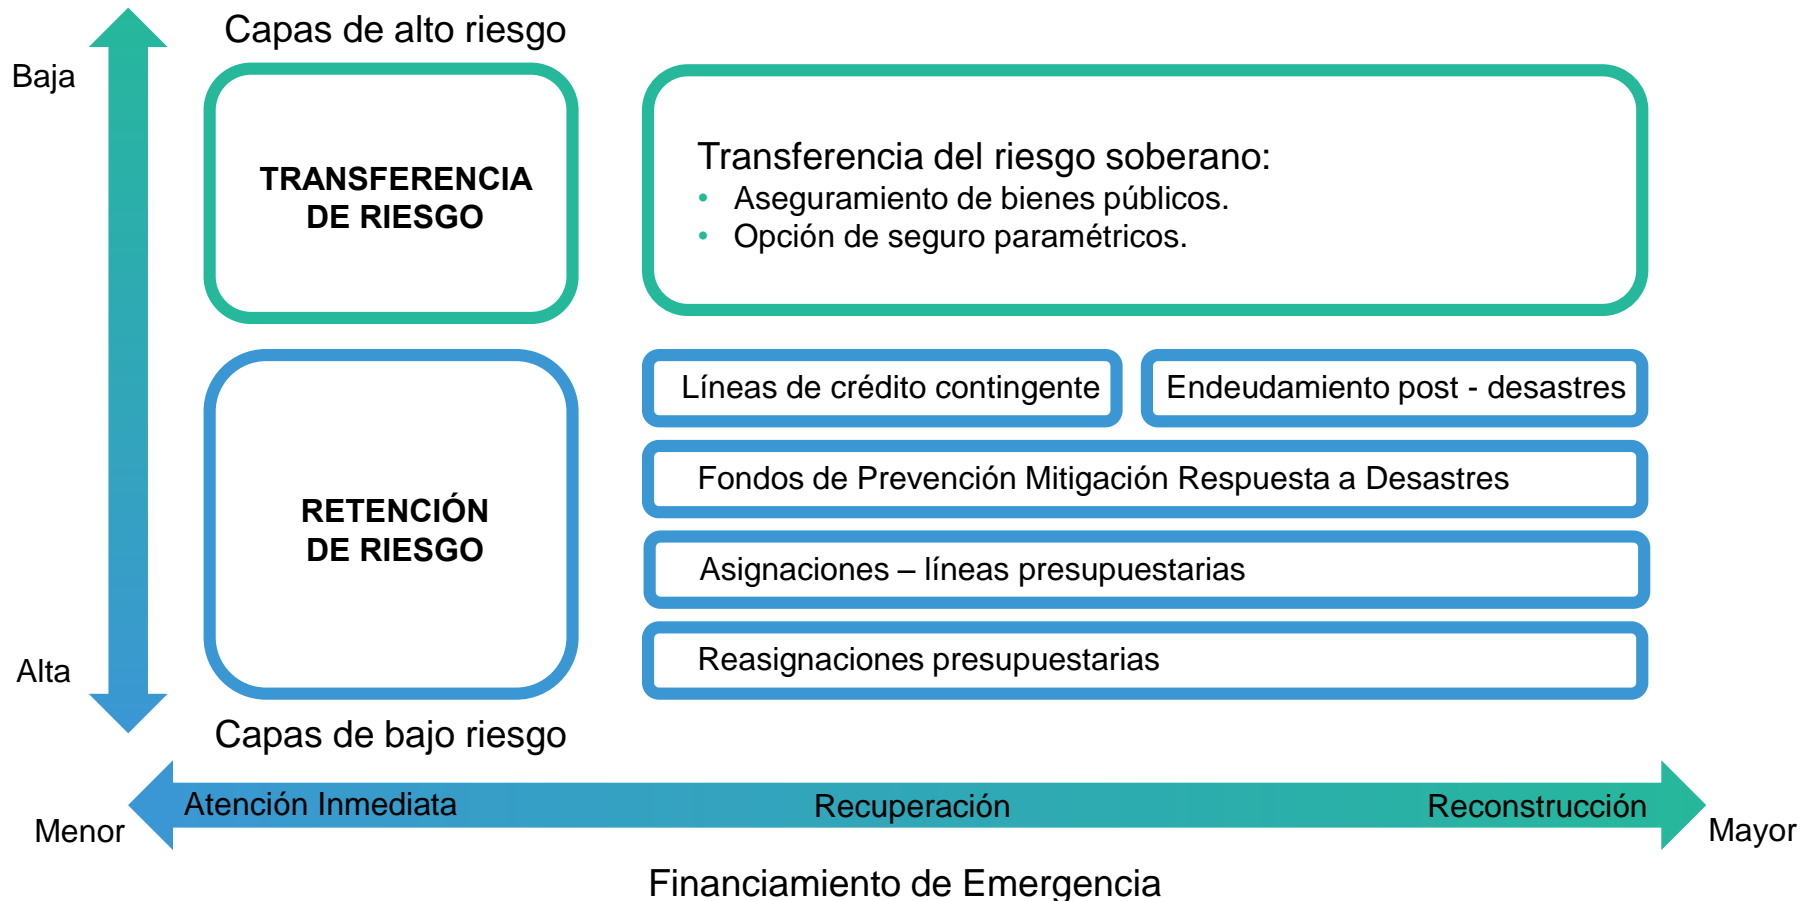 Capas de alto riesgo
Baja
TRANSFERENCIA
DE RIESGO
Transferencia del riesgo soberano:
• Aseguramiento de bienes públicos.
• Opción de seguro paramétricos.
Líneas de crédito contingente
Endeudamiento post - desastres
Fondos de Prevención Mitigación Respuesta a Desastres
RETENCIÓN
DE RIESGO
Asignaciones – líneas presupuestarias
Reasignaciones presupuestarias
Alta
Capas de bajo riesgo
Atención Inmediata
Recuperación
Reconstrucción
Menor
Mayor
Financiamiento de Emergencia